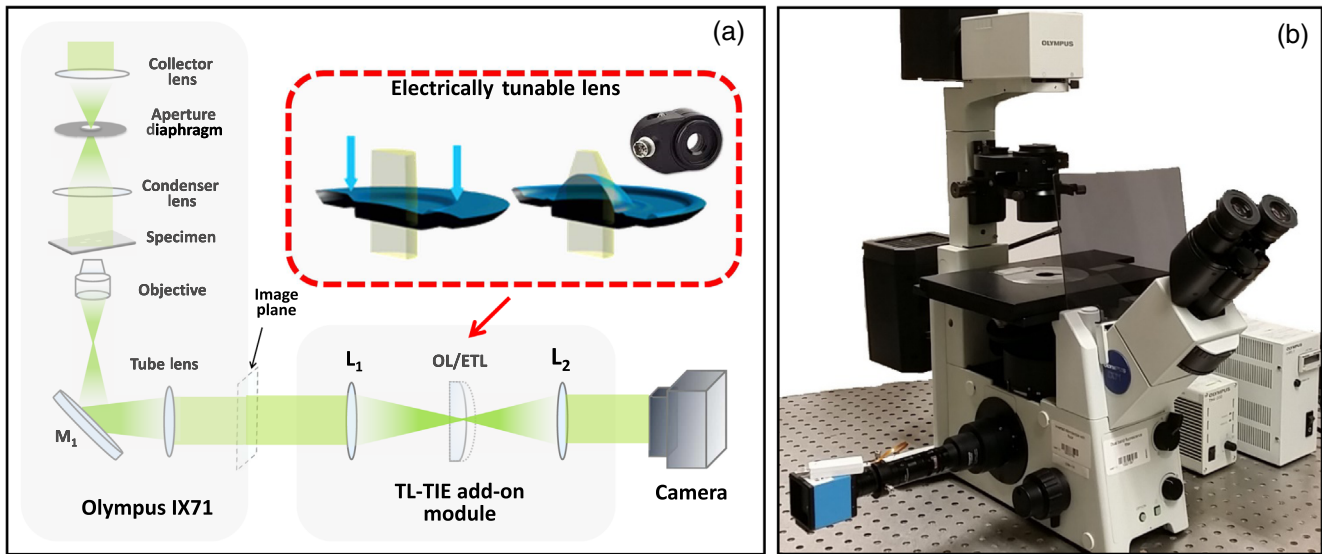 (a)
Collector
lens
Aperture
diaphragm
Condenser
lens
Specimen
Objective
Image
plane
Tube lens
M1
Olympus IX71
Electrically tunable lens
L1
OL/ETL
L2
TL-TIE add-on
module
Camera
(b)
OLYMPUS
OLYMPUS